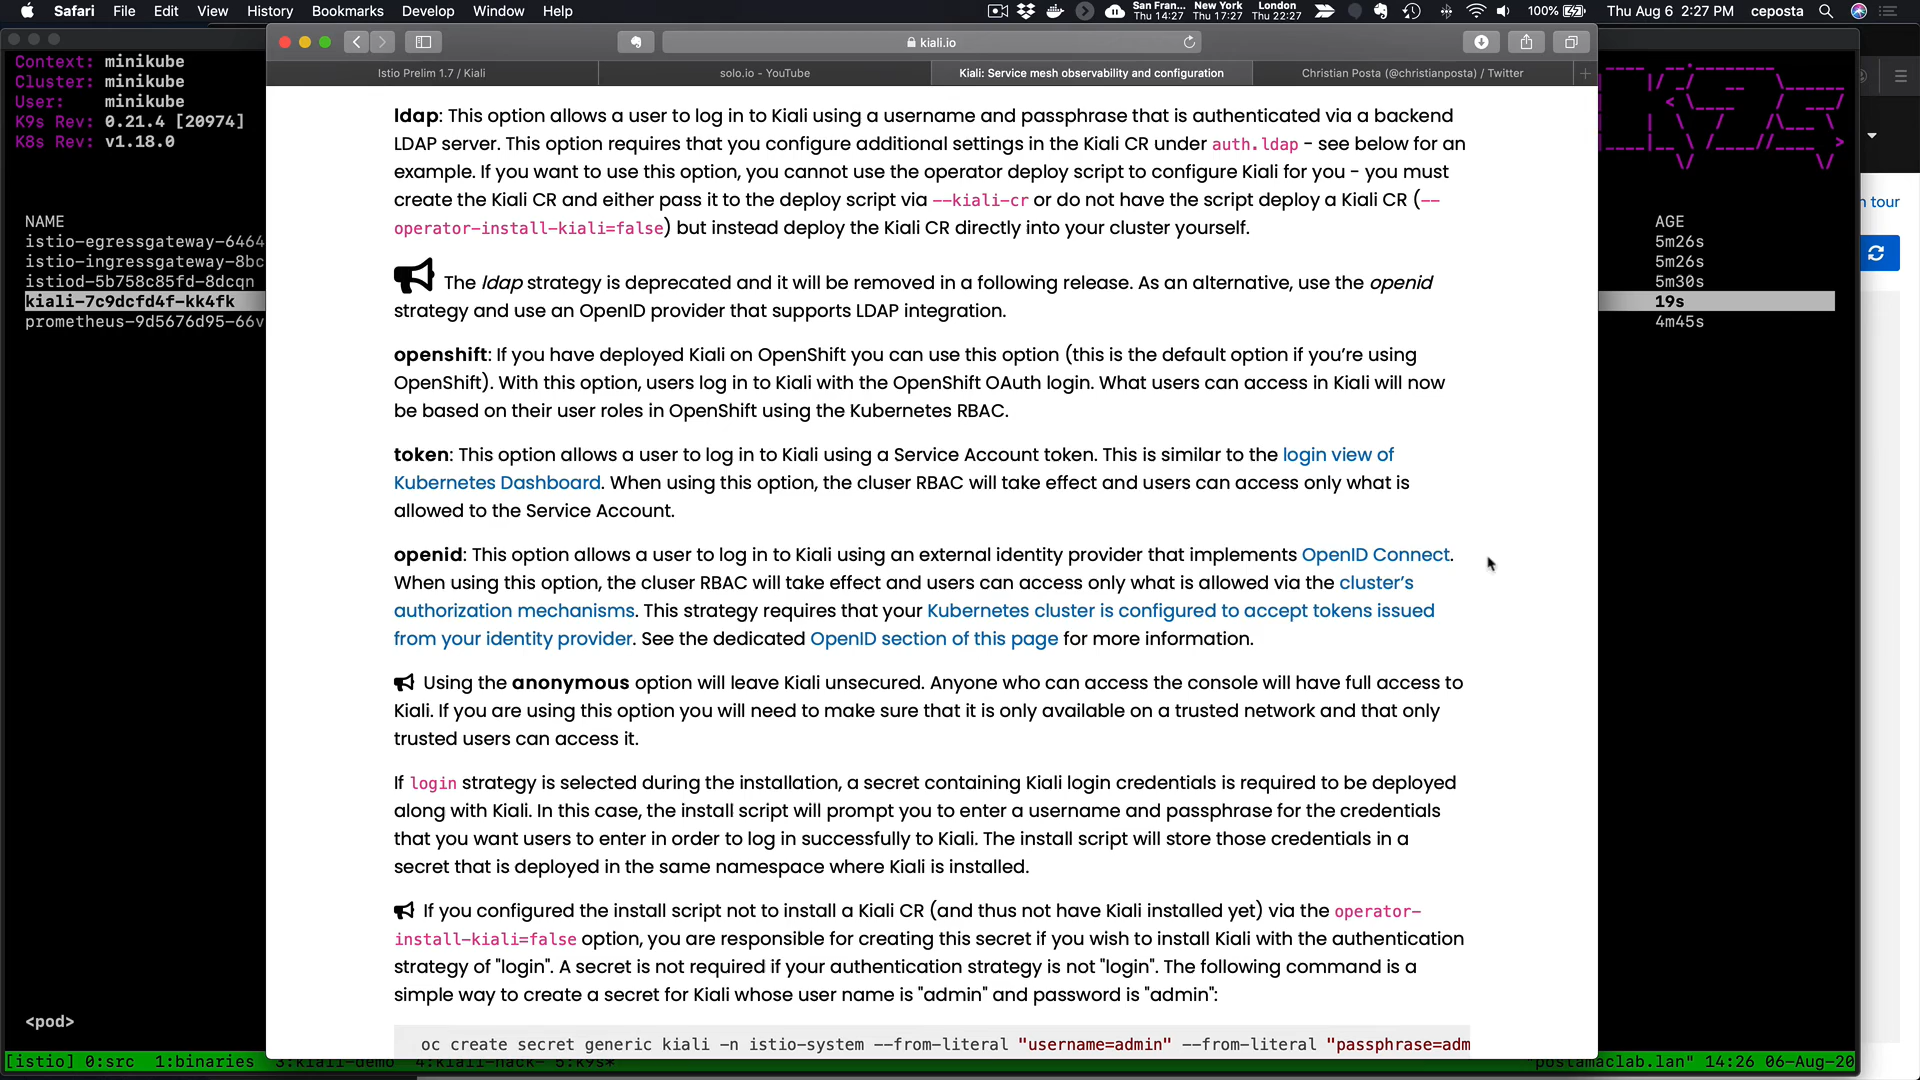 Safari File Edit View History Bookmarks Develop Window Help
San Fran... Thu 14:27 New York Thu 17:27 London Thu 22:27
100% Thu Aug 6 2:27 PM ceposta
kiali.io
Istio Prelim 1.7 / Kiali
solo.io - YouTube
Kiali: Service mesh observability and configuration
Christian Posta (@christianposta) / Twitter
Context: minikube
Cluster: minikube
User: minikube
K9s Rev: 0.21.4 [20974]
K8s Rev: v1.18.0
NAME AGE
istio-egressgateway-6464 5m26s
istio-ingressgateway-8bc 5m26s
istiod-5b758c85fd-8dcqn 5m30s
kiali-7c9dcfd4f-kk4fk 19s
prometheus-9d5676d95-66v 4m45s
tour
ldap: This option allows a user to log in to Kiali using a username and passphrase that is authenticated via a backend
LDAP server. This option requires that you configure additional settings in the Kiali CR under auth.ldap - see below for an
example. If you want to use this option, you cannot use the operator deploy script to configure Kiali for you - you must
create the Kiali CR and either pass it to the deploy script via --kiali-cr or do not have the script deploy a Kiali CR (--
operator-install-kiali=false) but instead deploy the Kiali CR directly into your cluster yourself.
The ldap strategy is deprecated and it will be removed in a following release. As an alternative, use the openid
strategy and use an OpenID provider that supports LDAP integration.
openshift: If you have deployed Kiali on OpenShift you can use this option (this is the default option if you’re using
OpenShift). With this option, users log in to Kiali with the OpenShift OAuth login. What users can access in Kiali will now
be based on their user roles in OpenShift using the Kubernetes RBAC.
token: This option allows a user to log in to Kiali using a Service Account token. This is similar to the login view of
Kubernetes Dashboard. When using this option, the cluser RBAC will take effect and users can access only what is
allowed to the Service Account.
openid: This option allows a user to log in to Kiali using an external identity provider that implements OpenID Connect.
When using this option, the cluser RBAC will take effect and users can access only what is allowed via the cluster’s
authorization mechanisms. This strategy requires that your Kubernetes cluster is configured to accept tokens issued
from your identity provider. See the dedicated OpenID section of this page for more information.
Using the anonymous option will leave Kiali unsecured. Anyone who can access the console will have full access to
Kiali. If you are using this option you will need to make sure that it is only available on a trusted network and that only
trusted users can access it.
If login strategy is selected during the installation, a secret containing Kiali login credentials is required to be deployed
along with Kiali. In this case, the install script will prompt you to enter a username and passphrase for the credentials
that you want users to enter in order to log in successfully to Kiali. The install script will store those credentials in a
secret that is deployed in the same namespace where Kiali is installed.
If you configured the install script not to install a Kiali CR (and thus not have Kiali installed yet) via the operator-
install-kiali=false option, you are responsible for creating this secret if you wish to install Kiali with the authentication
strategy of "login". A secret is not required if your authentication strategy is not "login". The following command is a
simple way to create a secret for Kiali whose user name is "admin" and password is "admin":
oc create secret generic kiali -n istio-system --from-literal "username=admin" --from-literal "passphrase=adm
<pod>
[istio] 0:src 1:binaries 3:kiali-demo 4:kiali-hack- 5:k9s* "postamaclab.lan" 14:26 06-Aug-20